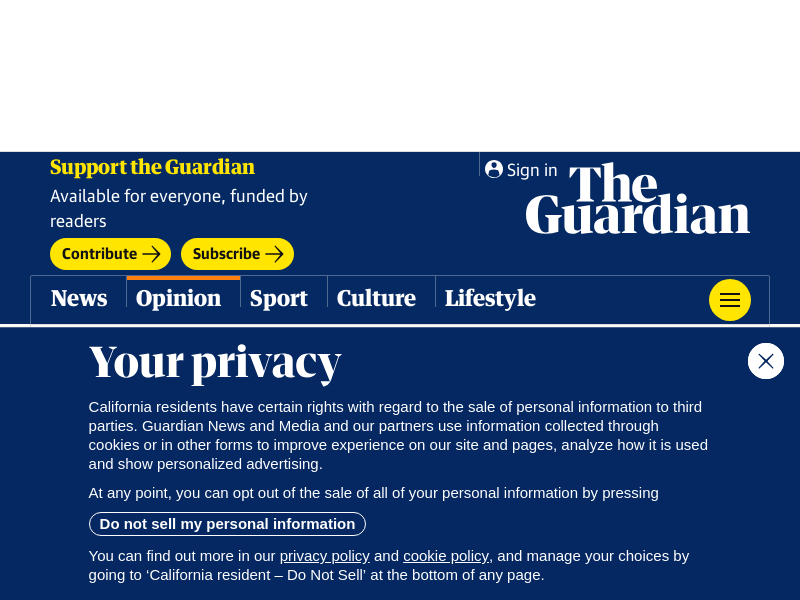 Support the Guardian
Available for everyone, funded by
readers
Contribute
Subscribe
Sign in
The
Guardian
News
Opinion
Sport
Culture
Lifestyle
Your privacy
California residents have certain rights with regard to the sale of personal information to third
parties. Guardian News and Media and our partners use information collected through
cookies or in other forms to improve experience on our site and pages, analyze how it is used
and show personalized advertising.
At any point, you can opt out of the sale of all of your personal information by pressing
Do not sell my personal information
You can find out more in our privacy policy and cookie policy, and manage your choices by
going to ‘California resident – Do Not Sell’ at the bottom of any page.